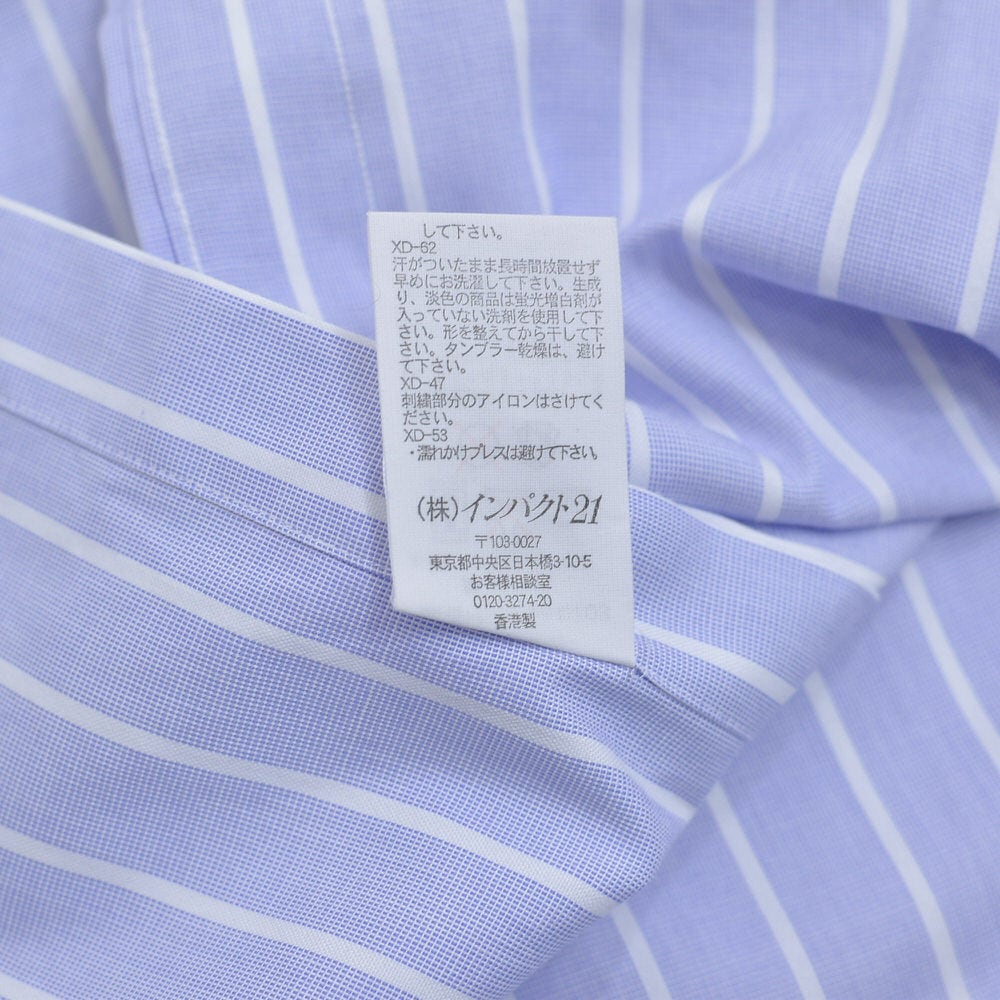 して下さい。
XD-62
汗がついたまま長時間放置せず
早めにお洗濯して下さい。生成
り、淡色の商品は蛍光増白剤が
入っていない洗剤を使用して下
さい。形を整えてから干して下
さい。タンブラー乾燥は、避け
て下さい。
XD-47
刺繍部分のアイロンはさけてく
ださい。
XD-53
・濡れかけプレスは避けて下さい。
(株)インパクト21
〒103-0027
東京都中央区日本橋3-10-5
お客様相談室
0120-3274-20
香港製